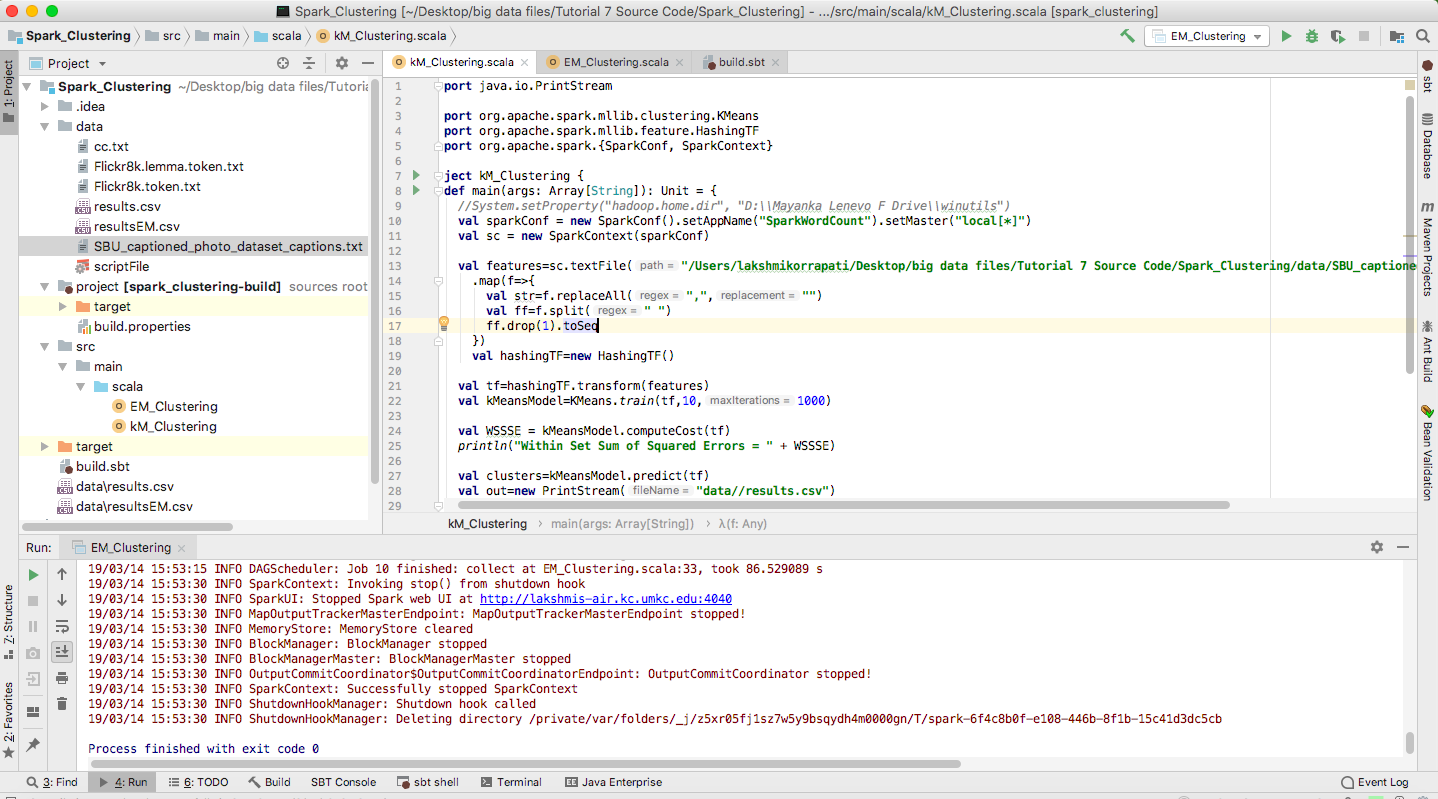 Spark_Clustering [~/Desktop/big data files/Tutorial 7 Source Code/Spark_Clustering] - .../src/main/scala/kM_Clustering.scala [spark_clustering]
Spark_Clustering src main scala kM_Clustering.scala EM_Clustering
1: Project
Project
kM_Clustering.scala EM_Clustering.scala build.sbt
Spark_Clustering ~/Desktop/big data files/Tutoria
.idea
data
cc.txt
Flickr8k.lemma.token.txt
Flickr8k.token.txt
results.csv
resultsEM.csv
SBU_captioned_photo_dataset_captions.txt
scriptFile
project [spark_clustering-build] sources root
target
build.properties
src
main
scala
EM_Clustering
kM_Clustering
target
build.sbt
data\results.csv
data\resultsEM.csv
1 port java.io.PrintStream
2
3 port org.apache.spark.mllib.clustering.KMeans
4 port org.apache.spark.mllib.feature.HashingTF
5 port org.apache.spark.{SparkConf, SparkContext}
6
7 ject kM_Clustering {
8 def main(args: Array[String]): Unit = {
9 //System.setProperty("hadoop.home.dir", "D:\\Mayanka Lenevo F Drive\\winutils")
10 val sparkConf = new SparkConf().setAppName("SparkWordCount").setMaster("local[*]")
11 val sc = new SparkContext(sparkConf)
12
13 val features=sc.textFile( path = "/Users/lakshmikorrapati/Desktop/big data files/Tutorial 7 Source Code/Spark_Clustering/data/SBU_captione
14 .map(f=>{
15 val str=f.replaceAll( regex = ",", replacement = "")
16 val ff=f.split( regex = " ")
17 ff.drop(1).toSeq
18 })
19 val hashingTF=new HashingTF()
20
21 val tf=hashingTF.transform(features)
22 val kMeansModel=KMeans.train(tf,10, maxIterations = 1000)
23
24 val WSSSE = kMeansModel.computeCost(tf)
25 println("Within Set Sum of Squared Errors = " + WSSSE)
26
27 val clusters=kMeansModel.predict(tf)
28 val out=new PrintStream( fileName = "data//results.csv")
29
kM_Clustering main(args: Array[String]) λ(f: Any)
sbt
Database
Maven Projects
Ant Build
Bean Validation
Run: EM_Clustering
19/03/14 15:53:15 INFO DAGScheduler: Job 10 finished: collect at EM_Clustering.scala:33, took 86.529089 s
19/03/14 15:53:30 INFO SparkContext: Invoking stop() from shutdown hook
19/03/14 15:53:30 INFO SparkUI: Stopped Spark web UI at http://lakshmis-air.kc.umkc.edu:4040
19/03/14 15:53:30 INFO MapOutputTrackerMasterEndpoint: MapOutputTrackerMasterEndpoint stopped!
19/03/14 15:53:30 INFO MemoryStore: MemoryStore cleared
19/03/14 15:53:30 INFO BlockManager: BlockManager stopped
19/03/14 15:53:30 INFO BlockManagerMaster: BlockManagerMaster stopped
19/03/14 15:53:30 INFO OutputCommitCoordinator$OutputCommitCoordinatorEndpoint: OutputCommitCoordinator stopped!
19/03/14 15:53:30 INFO SparkContext: Successfully stopped SparkContext
19/03/14 15:53:30 INFO ShutdownHookManager: Shutdown hook called
19/03/14 15:53:30 INFO ShutdownHookManager: Deleting directory /private/var/folders/_j/z5xr05fj1sz7w5y9bsqydh4m0000gn/T/spark-6f4c8b0f-e108-446b-8f1b-15c41d3dc5cb
Process finished with exit code 0
7: Structure
2: Favorites
3: Find 4: Run 6: TODO Build SBT Console sbt shell Terminal Java Enterprise Event Log